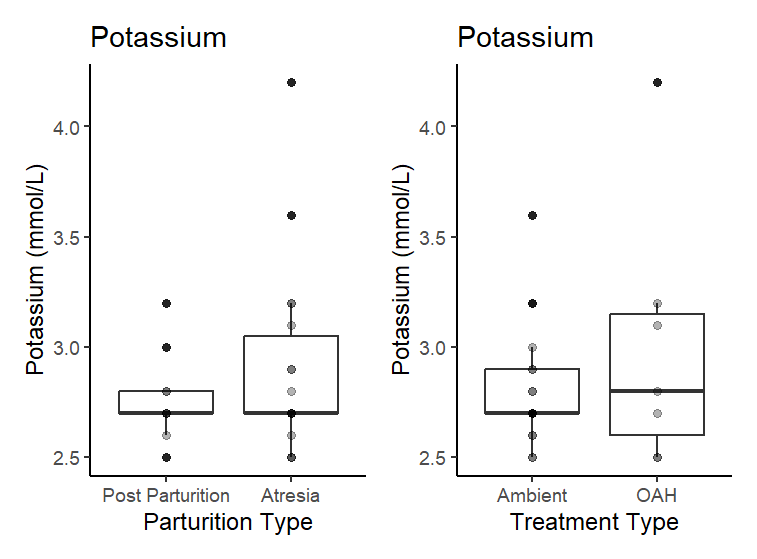 Potassium
Potassium (mmol/L)
4.0
3.5
3.0
2.5
Post Parturition
Atresia
Parturition Type
Potassium
Potassium (mmol/L)
4.0
3.5
3.0
2.5
Ambient
OAH
Treatment Type